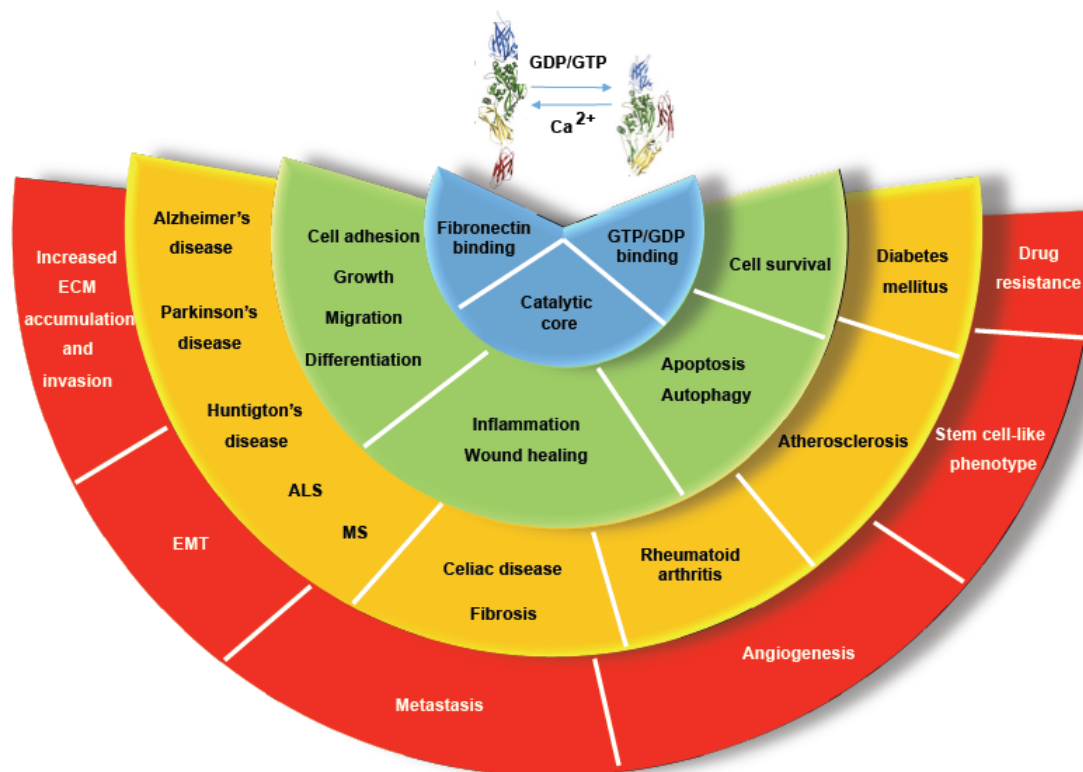 GDP/GTP
Ca2+
Fibronectin
binding
GTP/GDP
binding
Catalytic
core
Cell adhesion
Growth
Migration
Differentiation
Inflammation
Wound healing
Apoptosis
Autophagy
Cell survival
Alzheimer's
disease
Parkinson's
disease
Huntigton's
disease
ALS
MS
Celiac disease
Fibrosis
Rheumatoid
arthritis
Atherosclerosis
Diabetes
mellitus
Increased
ECM
accumulation
and
invasion
EMT
Metastasis
Angiogenesis
Stem cell-like
phenotype
Drug
resistance